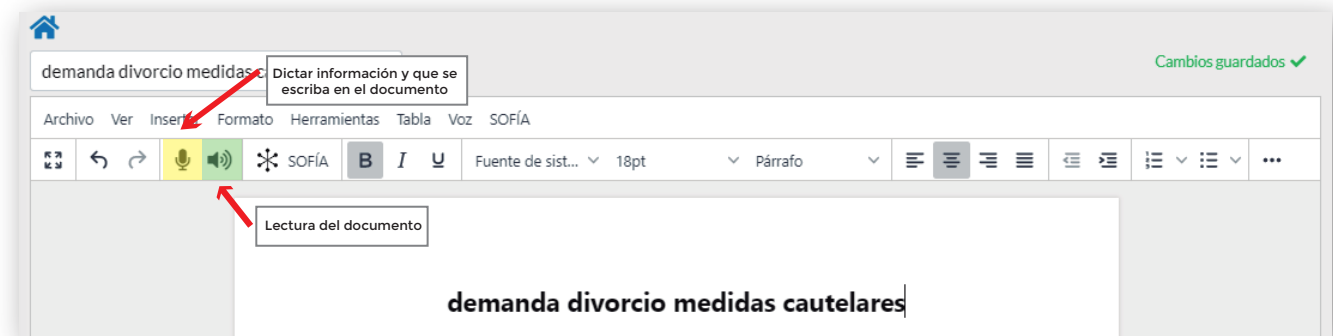 demanda divorcio medidas c
Dictar información y que se
escriba en el documento
Cambios guardados
Archivo Ver Formato Herramientas Tabla Voz SOFÍA
SOFÍA B I U Fuente de sist... 18pt Párrafo
Lectura del documento
demanda divorcio medidas cautelares